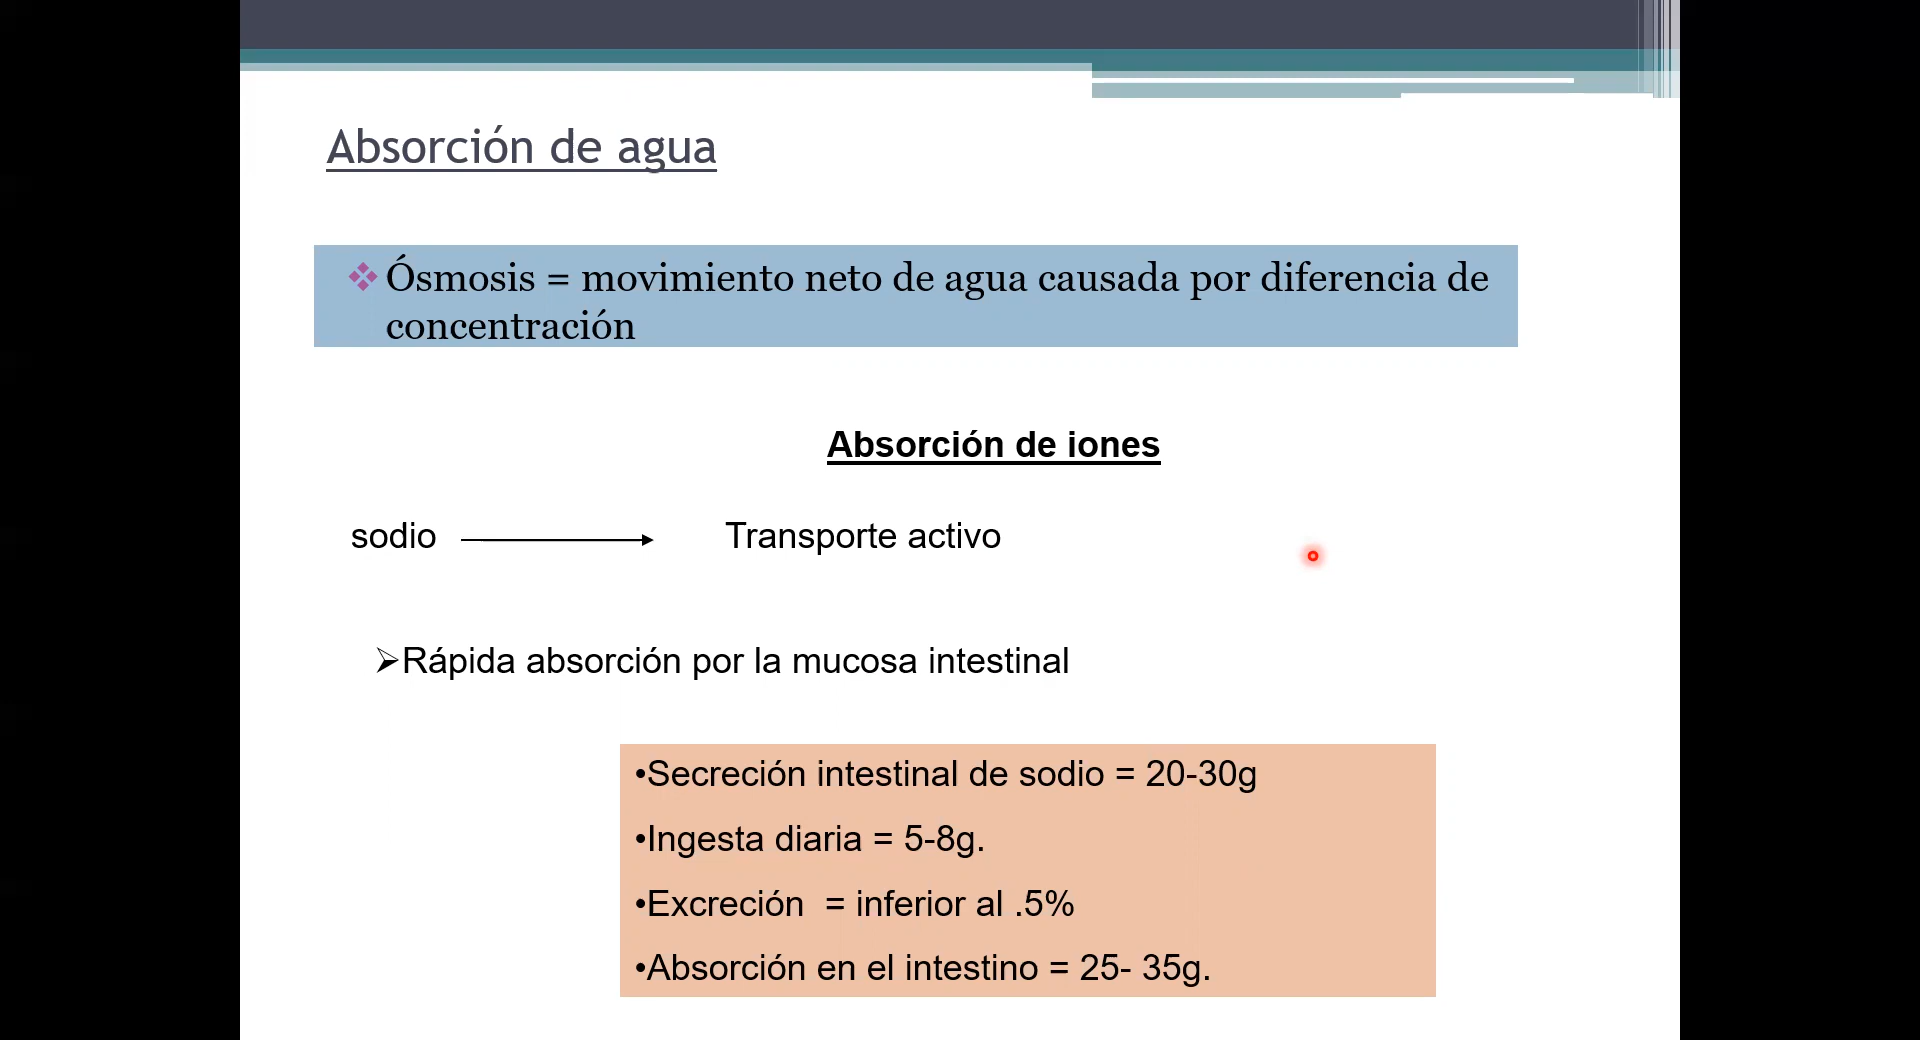 Absorción de agua
❖Ósmosis = movimiento neto de agua causada por diferencia de
concentración
Absorción de iones
sodio Transporte activo
➢Rápida absorción por la mucosa intestinal
•Secreción intestinal de sodio = 20-30g
•Ingesta diaria = 5-8g.
•Excreción = inferior al .5%
•Absorción en el intestino = 25- 35g.